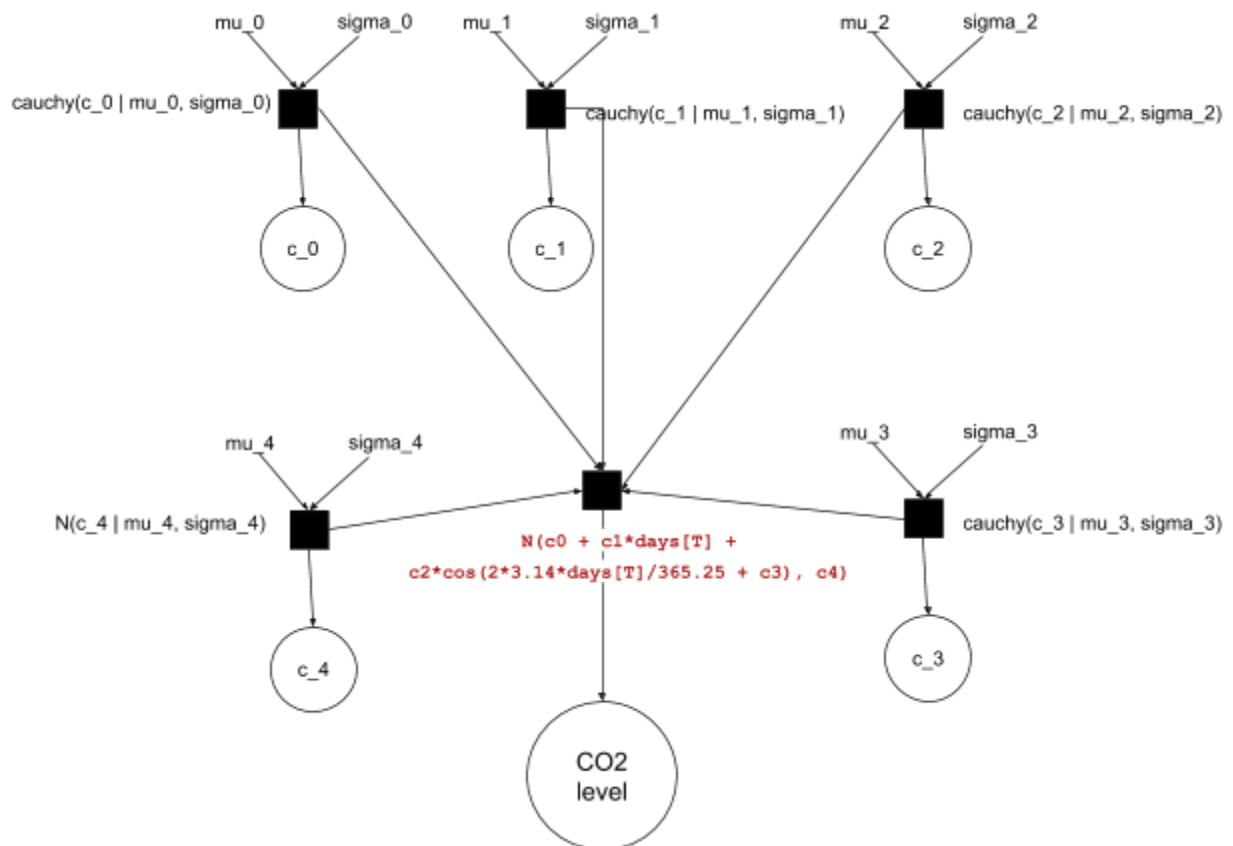 mu_0
sigma_0
mu_1
sigma_1
mu_2
sigma_2
cauchy(c_0 | mu_0, sigma_0)
cauchy(c_1 | mu_1, sigma_1)
cauchy(c_2 | mu_2, sigma_2)
c_0
c_1
c_2
mu_4
sigma_4
mu_3
sigma_3
N(c_4 | mu_4, sigma_4)
cauchy(c_3 | mu_3, sigma_3)
N(c0 + c1*days[T] +
c2*cos(2*3.14*days[T]/365.25 + c3), c4)
c_4
c_3
CO2
level